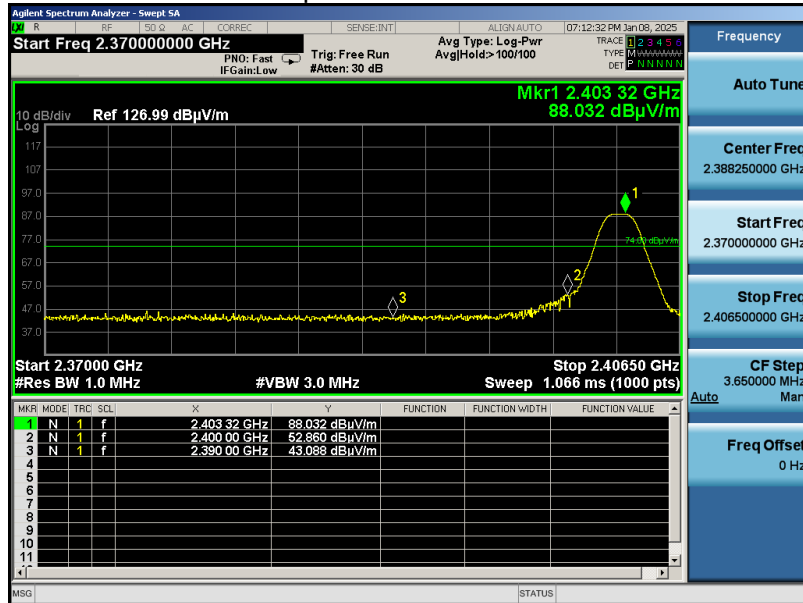 Agilent Spectrum Analyzer - Swept SA
LXI R RF 50 Ω AC CORREC SENSE:INT ALIGN AUTO 07:12:32 PM Jan 08, 2025
Start Freq 2.370000000 GHz
PNO: Fast
IFGain:Low
Trig: Free Run
#Atten: 30 dB
Avg Type: Log-Pwr
Avg|Hold:>100/100
TRACE 1 2 3 4 5 6
TYPE M
DET P N N N N N
Mkr1 2.403 32 GHz
88.032 dBµV/m
10 dB/div Ref 126.99 dBµV/m
Log
117
107
97.0
87.0
77.0
67.0
57.0
47.0
37.0
1
74.00 dBµV/m
2
3
Start 2.37000 GHz Stop 2.40650 GHz
#Res BW 1.0 MHz #VBW 3.0 MHz Sweep 1.066 ms (1000 pts)
MKR MODE TRC SCL X Y FUNCTION FUNCTION WIDTH FUNCTION VALUE
1 N 1 f 2.403 32 GHz 88.032 dBµV/m
2 N 1 f 2.400 00 GHz 52.860 dBµV/m
3 N 1 f 2.390 00 GHz 43.088 dBµV/m
4
5
6
7
8
9
10
11
MSG STATUS
Frequency
Auto Tune
Center Freq
2.388250000 GHz
Start Freq
2.370000000 GHz
Stop Freq
2.406500000 GHz
CF Step
3.650000 MHz
Auto Man
Freq Offset
0 Hz